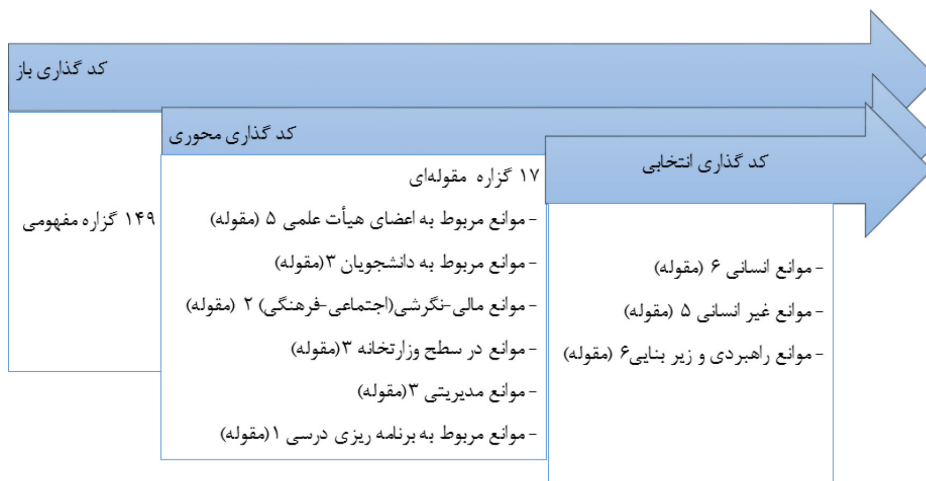 کد گذاری باز
۱۴۹ گزاره مفهومی
کد گذاری محوری
۱۷ گزاره مقوله‌ای
- موانع مربوط به اعضای هیأت علمی ۵ (مقوله)
- موانع مربوط به دانشجویان ۳(مقوله)
- موانع مالی-نگرشی(اجتماعی-فرهنگی) ۲ (مقوله)
- موانع در سطح وزارتخانه ۳(مقوله)
- موانع مدیریتی ۳(مقوله)
- موانع مربوط به برنامه ریزی درسی ۱(مقوله)
کد گذاری انتخابی
- موانع انسانی ۶ (مقوله)
- موانع غیر انسانی ۵ (مقوله)
- موانع راهبردی و زیر بنایی۶ (مقوله)